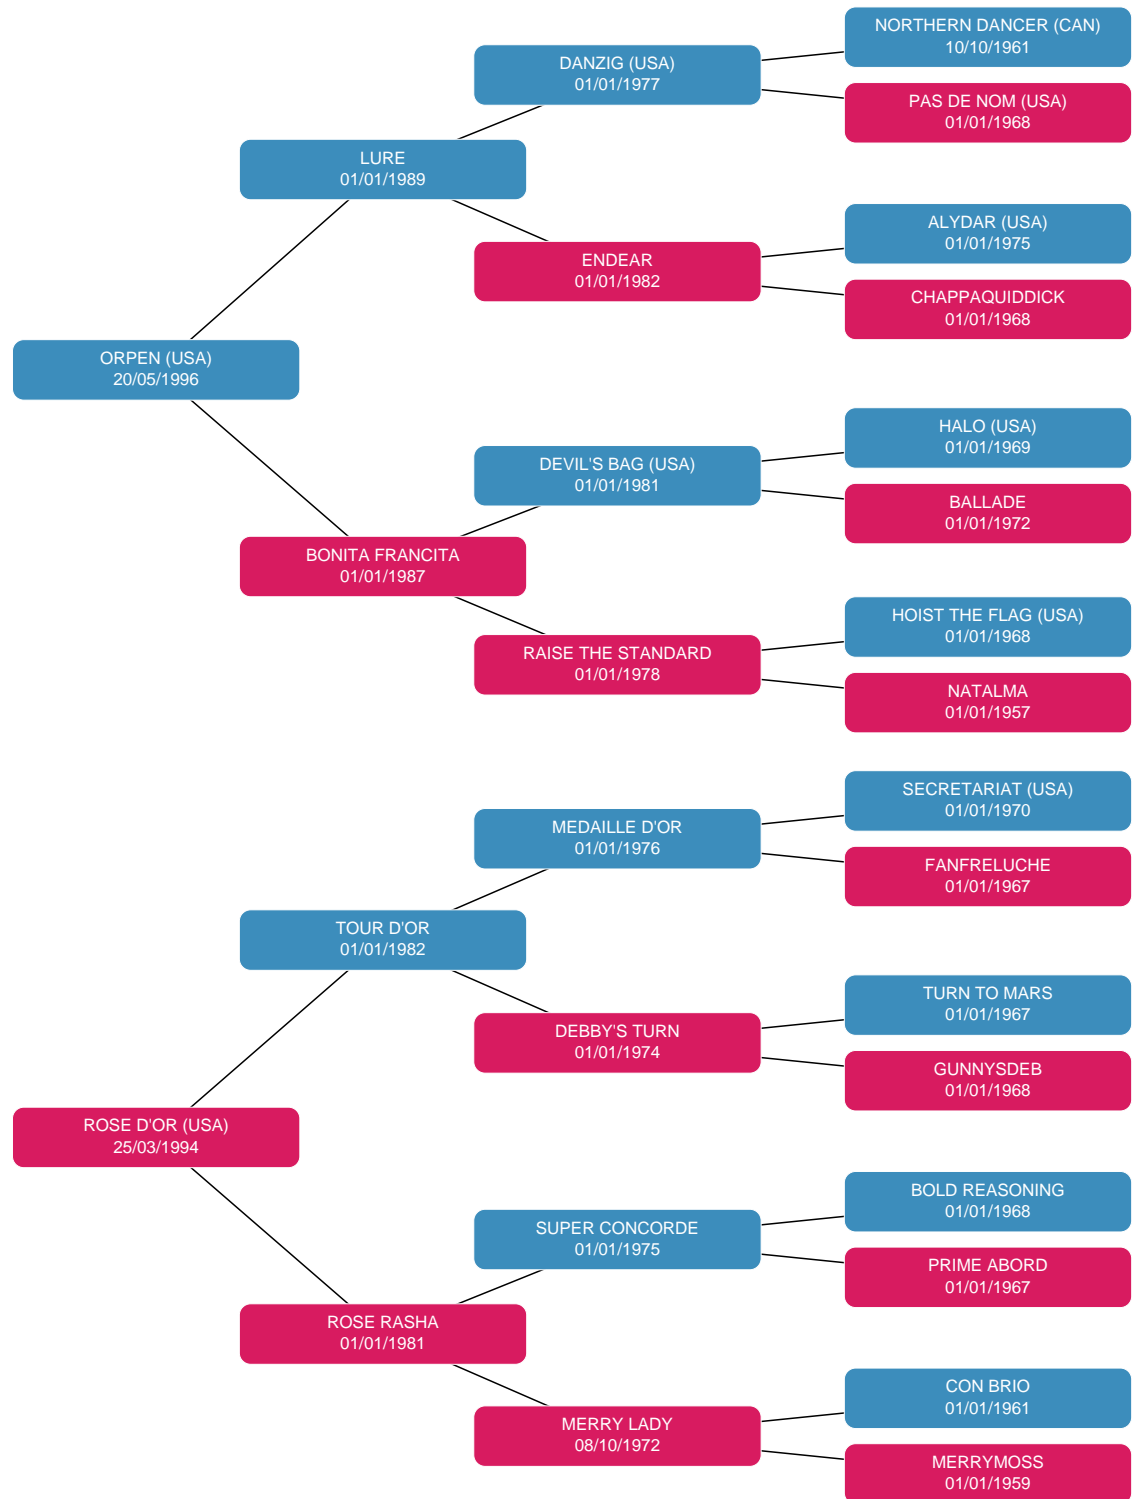 NORTHERN DANCER (CAN)
10/10/1961
DANZIG (USA)
01/01/1977
PAS DE NOM (USA)
01/01/1968
LURE
01/01/1989
ALYDAR (USA)
01/01/1975
ENDEAR
01/01/1982
CHAPPAQUIDDICK
01/01/1968
ORPEN (USA)
20/05/1996
HALO (USA)
01/01/1969
DEVIL'S BAG (USA)
01/01/1981
BALLADE
01/01/1972
BONITA FRANCITA
01/01/1987
HOIST THE FLAG (USA)
01/01/1968
RAISE THE STANDARD
01/01/1978
NATALMA
01/01/1957
SECRETARIAT (USA)
01/01/1970
MEDAILLE D'OR
01/01/1976
FANFRELUCHE
01/01/1967
TOUR D'OR
01/01/1982
TURN TO MARS
01/01/1967
DEBBY'S TURN
01/01/1974
GUNNYSDEB
01/01/1968
ROSE D'OR (USA)
25/03/1994
BOLD REASONING
01/01/1968
SUPER CONCORDE
01/01/1975
PRIME ABORD
01/01/1967
ROSE RASHA
01/01/1981
CON BRIO
01/01/1961
MERRY LADY
08/10/1972
MERRYMOSS
01/01/1959